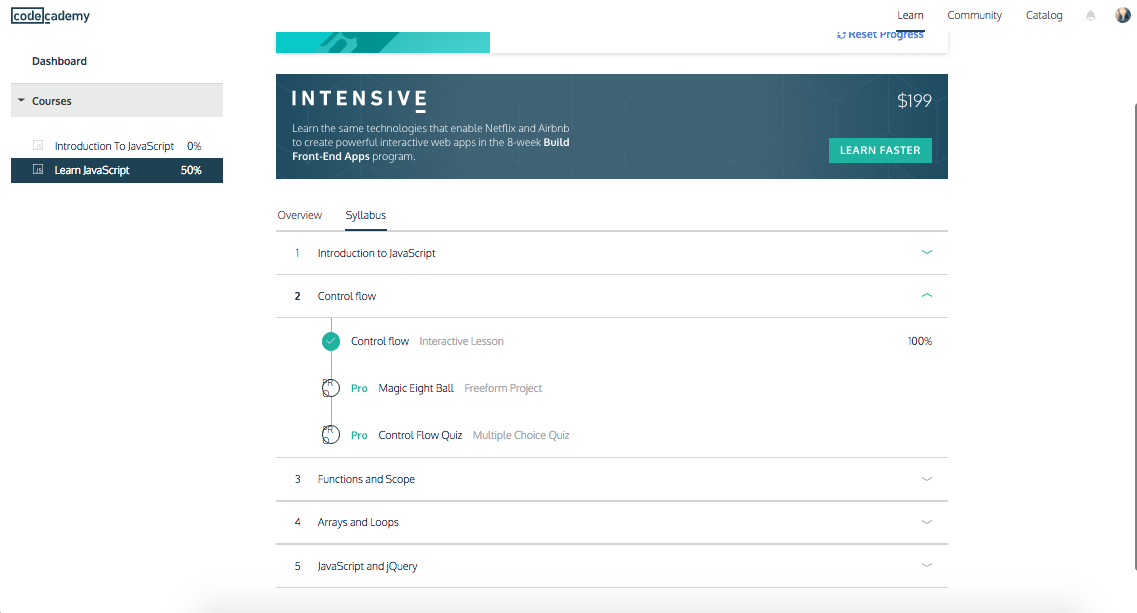 codecademy
Learn
Community
Catalog
Reset Progress
Dashboard
Courses
JS Introduction To JavaScript 0%
JS Learn JavaScript 50%
INTENSIVE
$199
Learn the same technologies that enable Netflix and Airbnb
to create powerful interactive web apps in the 8-week Build
Front-End Apps program.
LEARN FASTER
Overview
Syllabus
1 Introduction to JavaScript
2 Control flow
Control flow Interactive Lesson 100%
PRO Pro Magic Eight Ball Freeform Project
PRO Pro Control Flow Quiz Multiple Choice Quiz
3 Functions and Scope
4 Arrays and Loops
5 JavaScript and jQuery